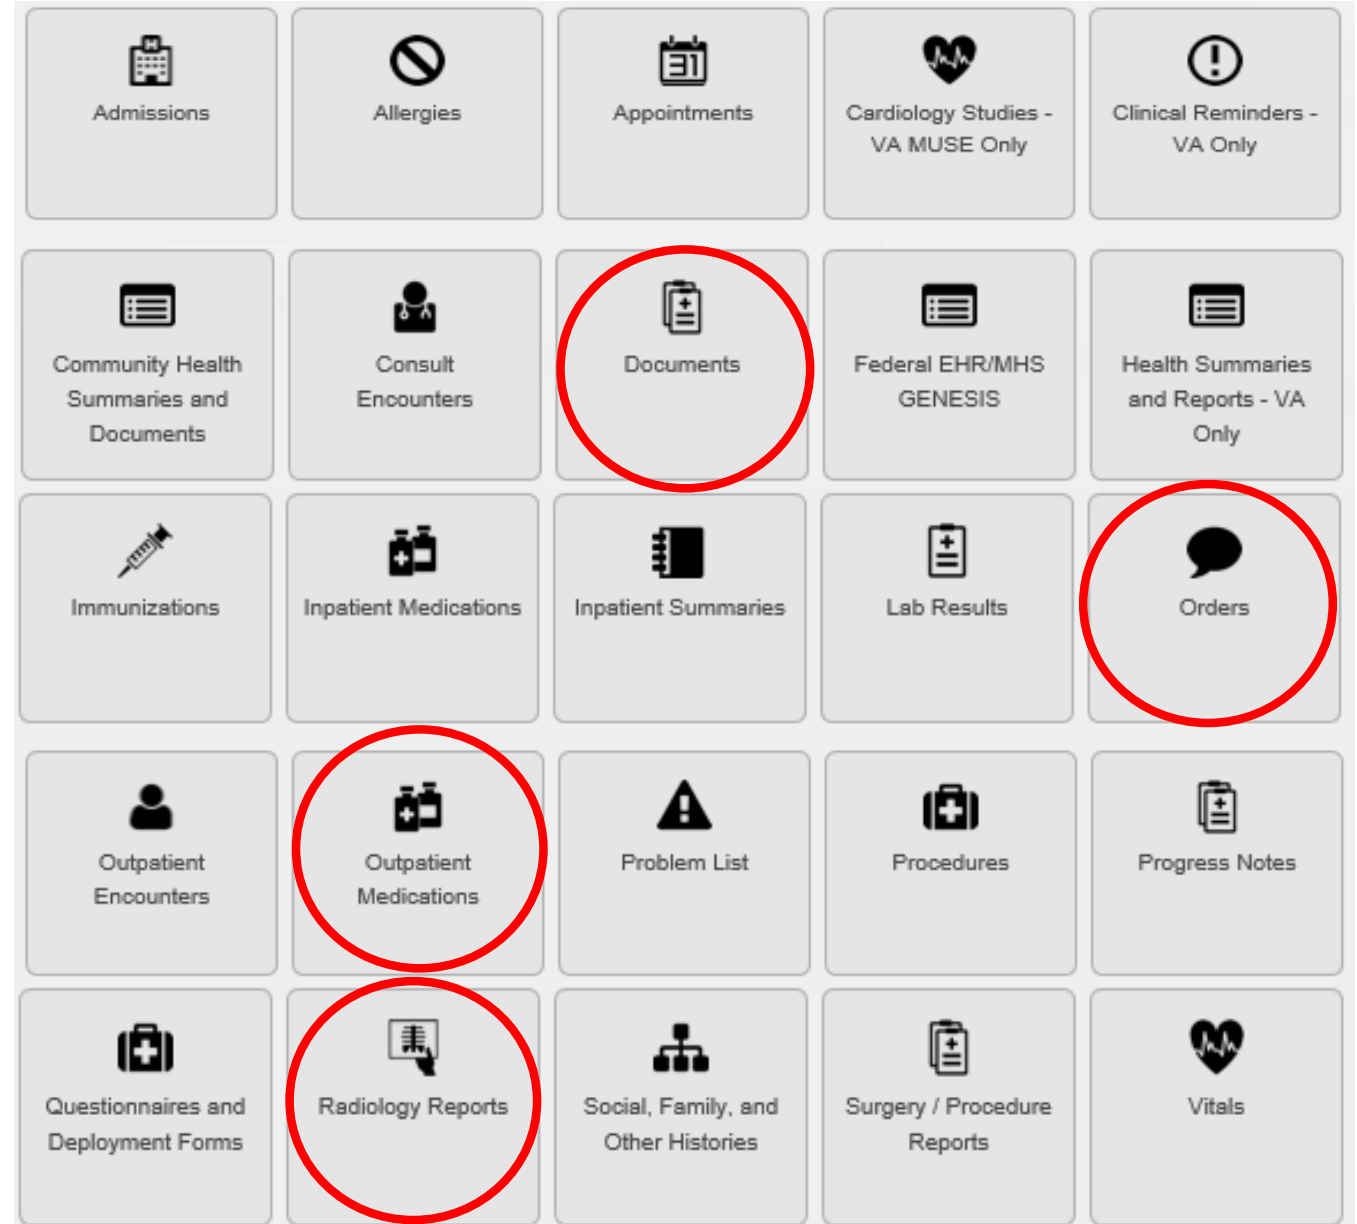 31
Admissions
Allergies
Appointments
Cardiology Studies -
VA MUSE Only
Clinical Reminders -
VA Only
Community Health
Summaries and
Documents
Consult
Encounters
Documents
Federal EHR/MHS
GENESIS
Health Summaries
and Reports - VA
Only
Immunizations
Inpatient Medications
Inpatient Summaries
Lab Results
Orders
Outpatient
Encounters
Outpatient
Medications
Problem List
Procedures
Progress Notes
Questionnaires and
Deployment Forms
Radiology Reports
Social, Family, and
Other Histories
Surgery / Procedure
Reports
Vitals